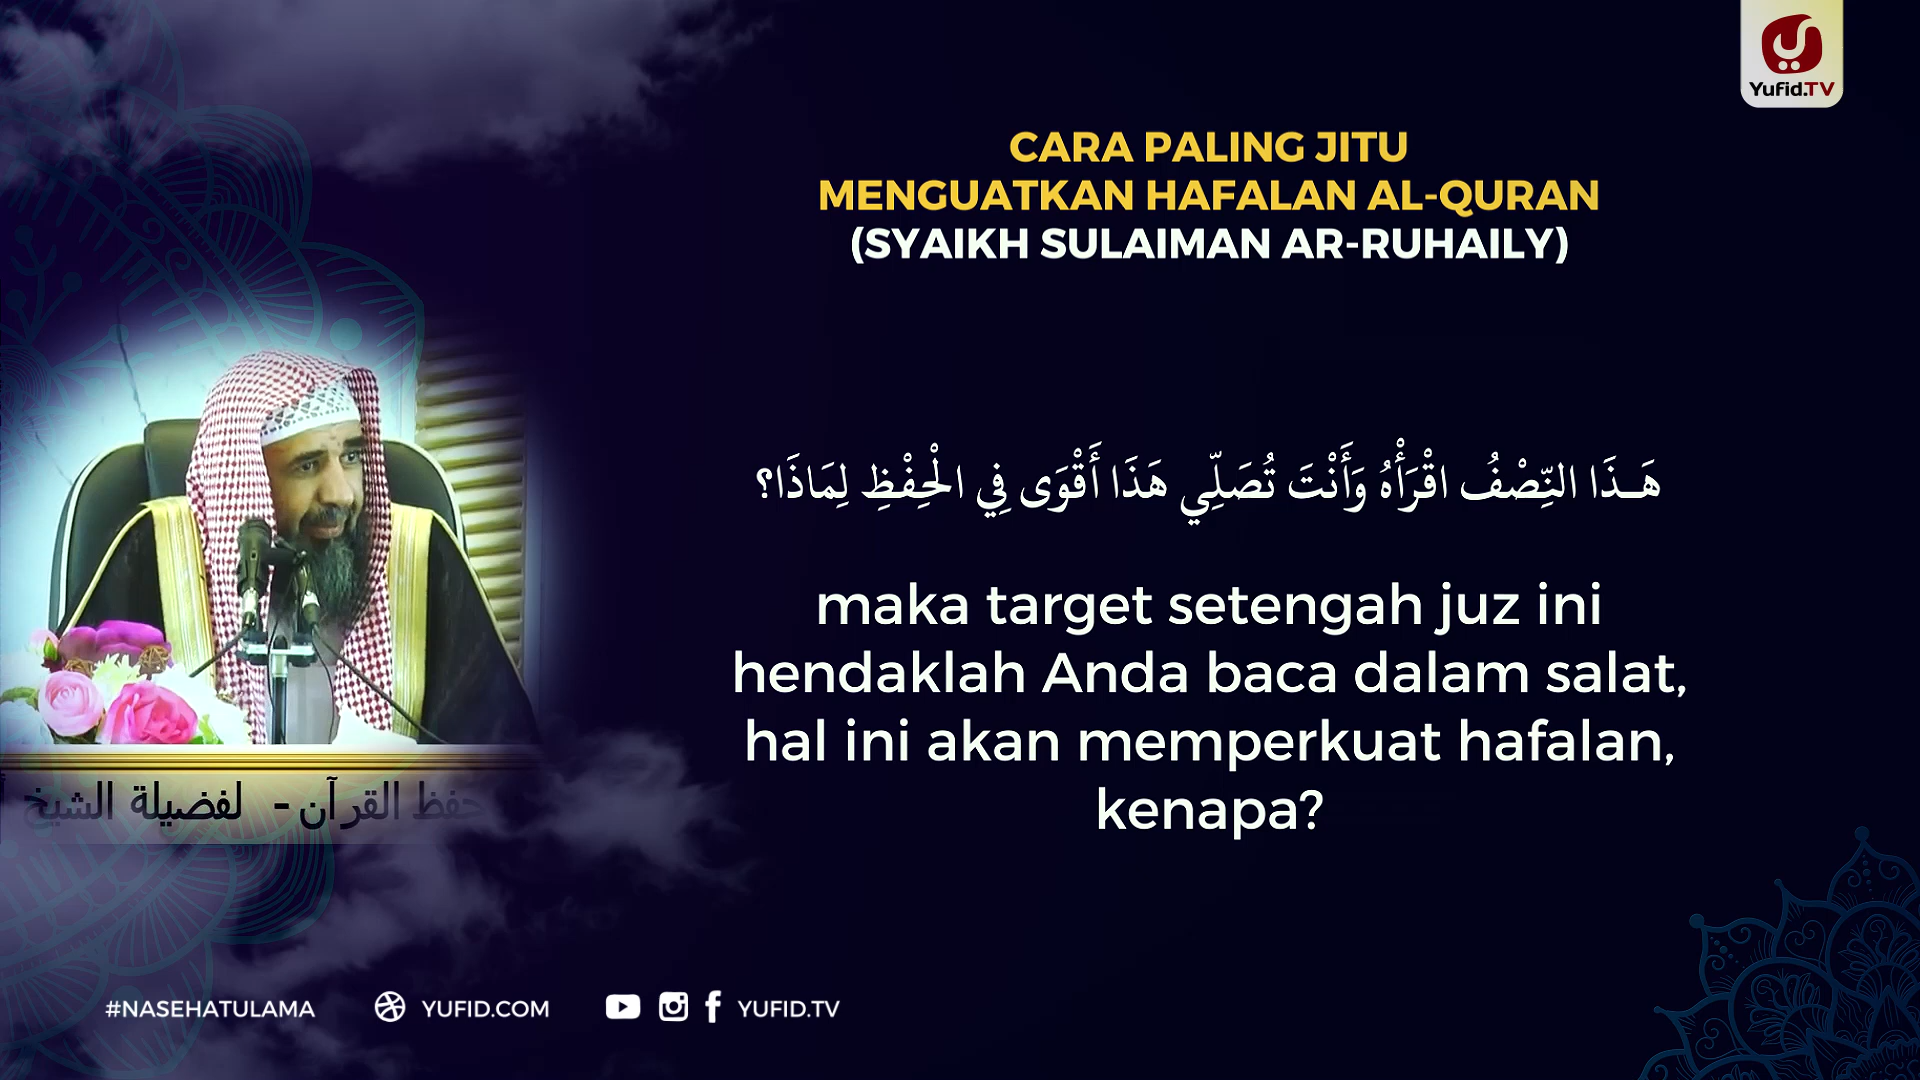 Yufid.TV
CARA PALING JITU
MENGUATKAN HAFALAN AL-QURAN
(SYAIKH SULAIMAN AR-RUHAILY)
هَـذَا النِّصْفُ اقْرَأْهُ وَأَنْتَ تُصَلِّي هَذَا أَقْوَى فِي الْحِفْظِ لِمَاذَا؟
maka target setengah juz ini
hendaklah Anda baca dalam salat,
hal ini akan memperkuat hafalan,
kenapa?
حفظ القرآن - لفضيلة الشيخ
#NASEHATULAMA
YUFID.COM
YUFID.TV